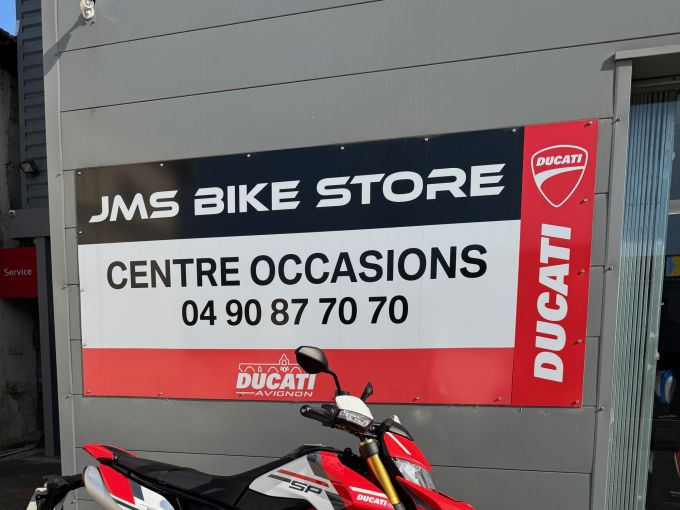 JMS BIKE STORE
CENTRE OCCASIONS
04 90 87 70 70
DUCATI
AVIGNON
DUCATI
DUCATI
Service
SP
DUCATI